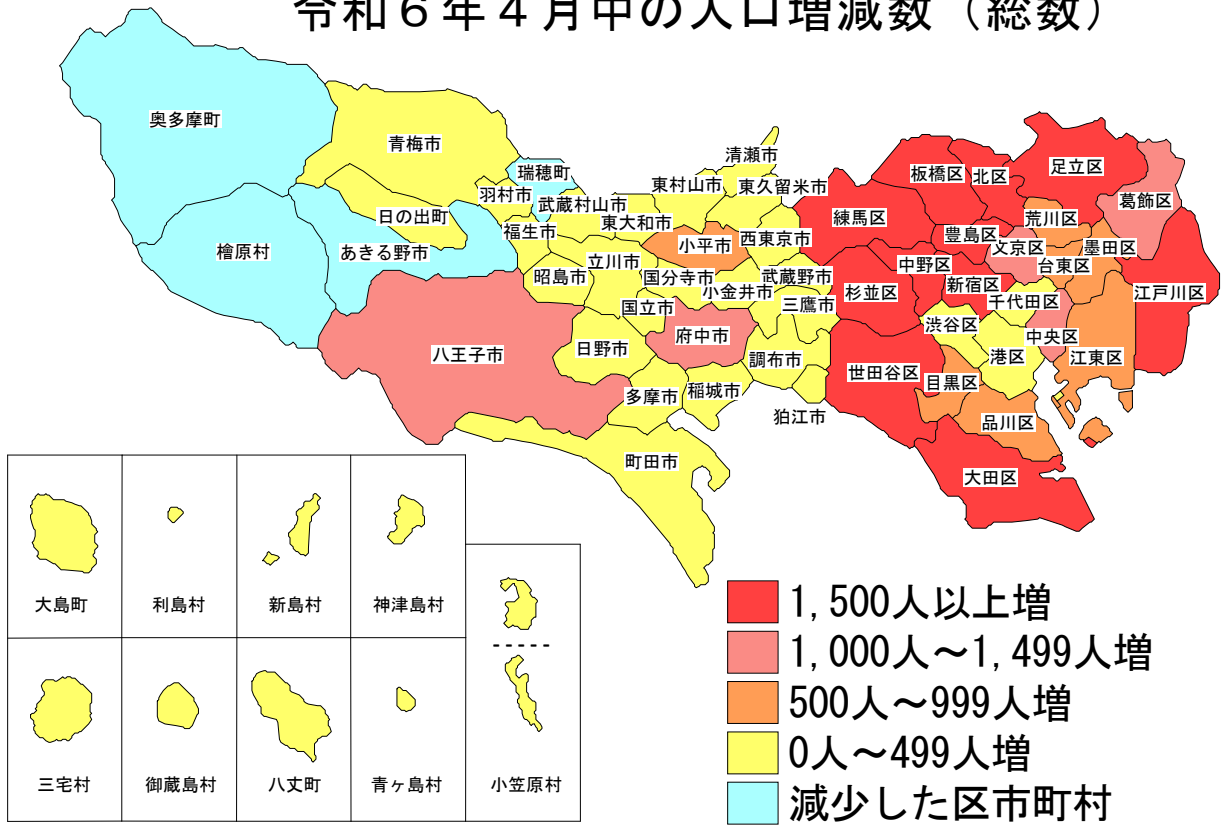 令和６年４月中の人口増減数（総数）
奥多摩町
青梅市
瑞穂町
清瀬市
東村山市
東久留米市
板橋区
北区
足立区
葛飾区
羽村市
武蔵村山市
日の出町
東大和市
福生市
檜原村
あきる野市
小平市
西東京市
練馬区
豊島区
荒川区
文京区
墨田区
台東区
昭島市
立川市
国分寺市
小金井市
武蔵野市
杉並区
中野区
新宿区
千代田区
江戸川区
国立市
三鷹市
渋谷区
中央区
八王子市
日野市
府中市
調布市
世田谷区
目黒区
港区
江東区
多摩市
稲城市
狛江市
品川区
町田市
大田区
大島町
利島村
新島村
神津島村
三宅村
御蔵島村
八丈町
青ヶ島村
小笠原村
1,500人以上増
1,000人～1,499人増
500人～999人増
0人～499人増
減少した区市町村